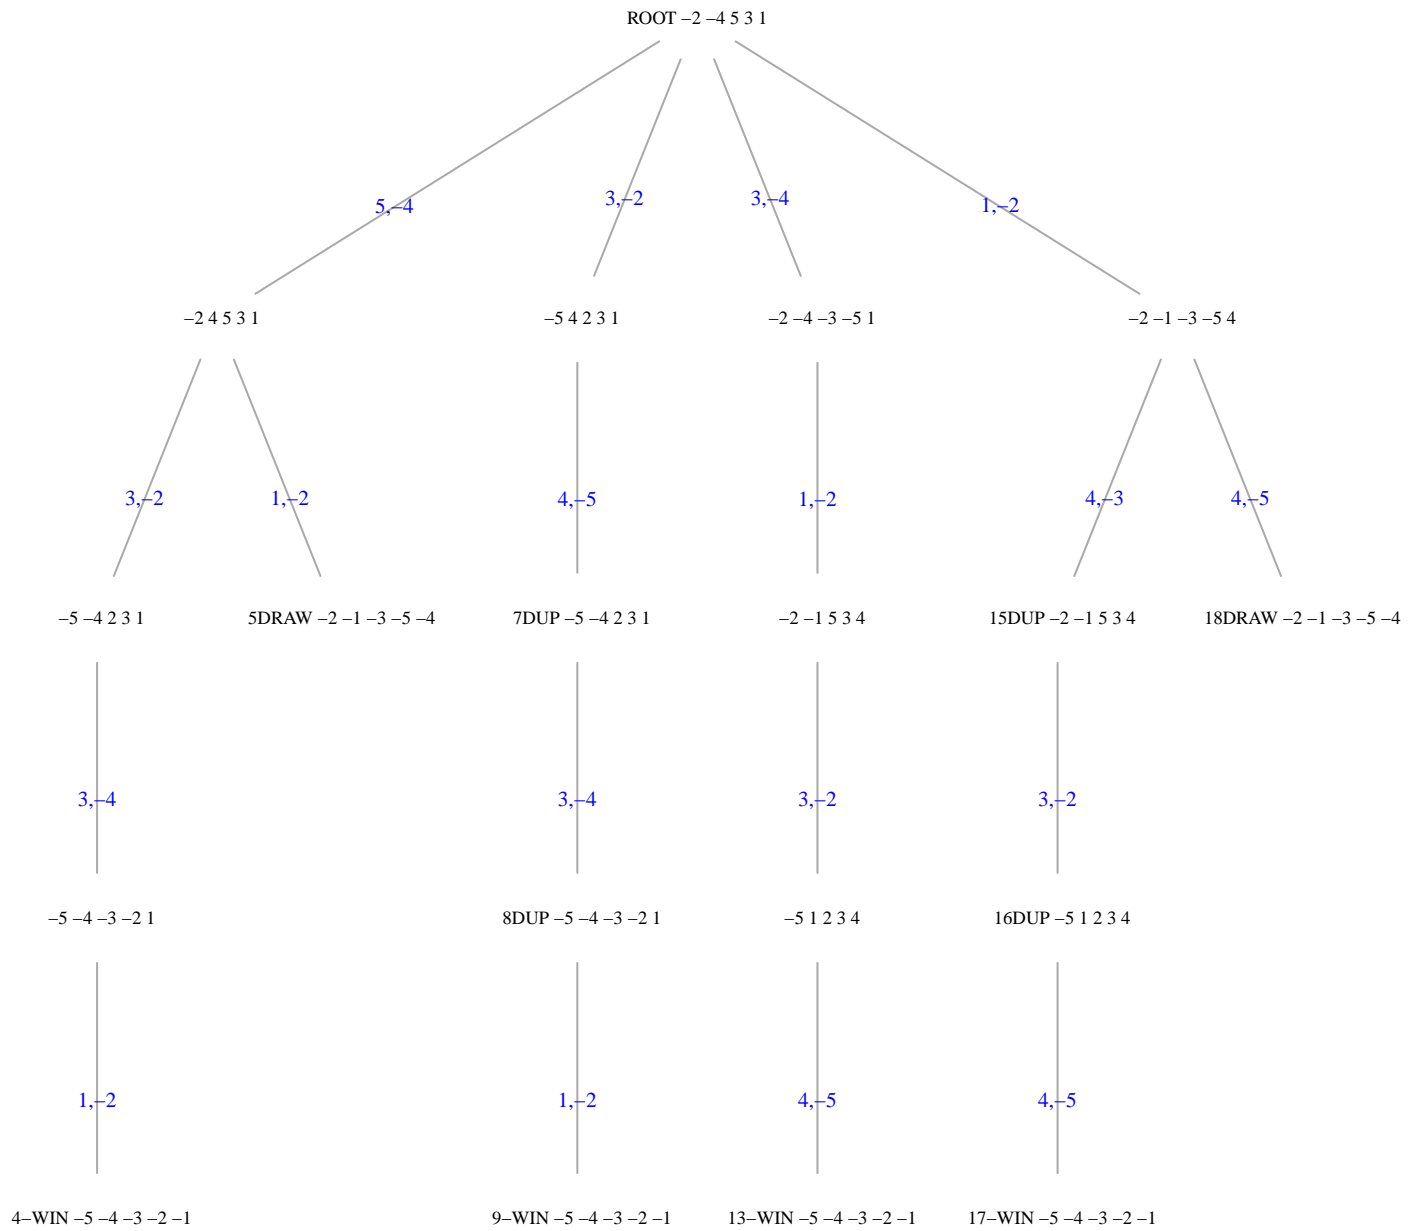 ROOT –2 –4 5 3 1
5,–4
3,–2
3,–4
1,–2
–2 4 5 3 1
–5 4 2 3 1
–2 –4 –3 –5 1
–2 –1 –3 –5 4
3,–2
1,–2
4,–5
1,–2
4,–3
4,–5
–5 –4 2 3 1
5DRAW –2 –1 –3 –5 –4
7DUP –5 –4 2 3 1
–2 –1 5 3 4
15DUP –2 –1 5 3 4
18DRAW –2 –1 –3 –5 –4
3,–4
3,–4
3,–2
3,–2
–5 –4 –3 –2 1
8DUP –5 –4 –3 –2 1
–5 1 2 3 4
16DUP –5 1 2 3 4
1,–2
1,–2
4,–5
4,–5
4–WIN –5 –4 –3 –2 –1
9–WIN –5 –4 –3 –2 –1
13–WIN –5 –4 –3 –2 –1
17–WIN –5 –4 –3 –2 –1